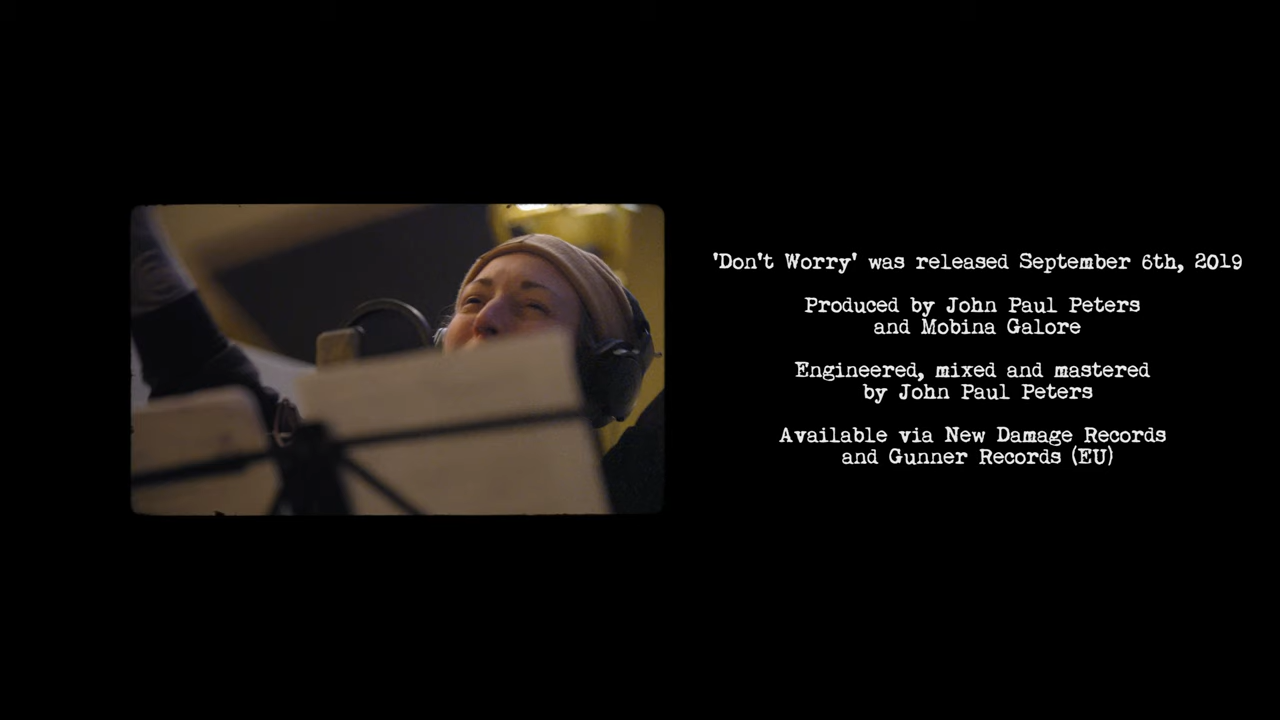 'Don't Worry' was released September 6th, 2019
Produced by John Paul Peters
and Mobina Galore
Engineered, mixed and mastered
by John Paul Peters
Available via New Damage Records
and Gunner Records (EU)